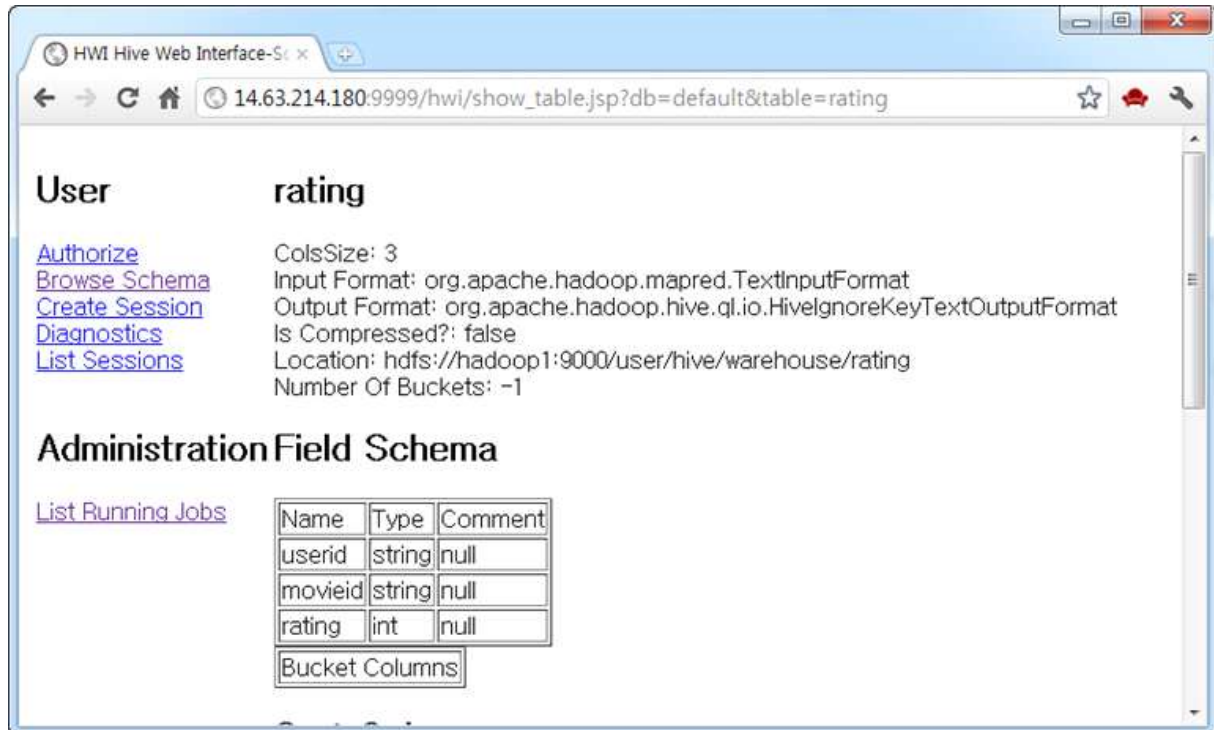 HWI Hive Web Interface-Sc
14.63.214.180:9999/hwi/show_table.jsp?db=default&table=rating
User
Authorize
Browse Schema
Create Session
Diagnostics
List Sessions
Administration
List Running Jobs
rating
ColsSize: 3
Input Format: org.apache.hadoop.mapred.TextInputFormat
Output Format: org.apache.hadoop.hive.ql.io.HiveIgnoreKeyTextOutputFormat
Is Compressed?: false
Location: hdfs://hadoop1:9000/user/hive/warehouse/rating
Number Of Buckets: -1
Field Schema
Name Type Comment
userid string null
movieid string null
rating int null
Bucket Columns